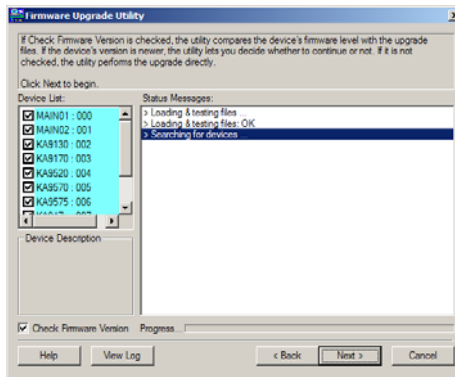 Firmware Upgrade Utility
If Check Firmware Version is checked, the utility compares the device's firmware level with the upgrade
files. If the device's version is newer, the utility lets you decide whether to continue or not. If it is not
checked, the utility performs the upgrade directly.
Click Next to begin.
Device List:
MAIN01 : 000
MAIN02 : 001
KA9130 : 002
KA9170 : 003
KA9520 : 004
KA9570 : 005
KA9575 : 006
Status Messages:
> Loading & testing files ...
> Loading & testing files: OK
> Searching for devices ...
Device Description
Check Firmware Version
Progress...
Help
View Log
< Back
Next >
Cancel